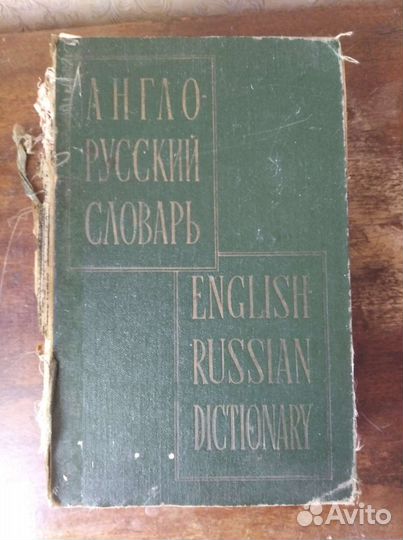 АНГЛО-
РУССКИЙ
СЛОВАРЬ
ENGLISH-
RUSSIAN
DICTIONARY
Avito